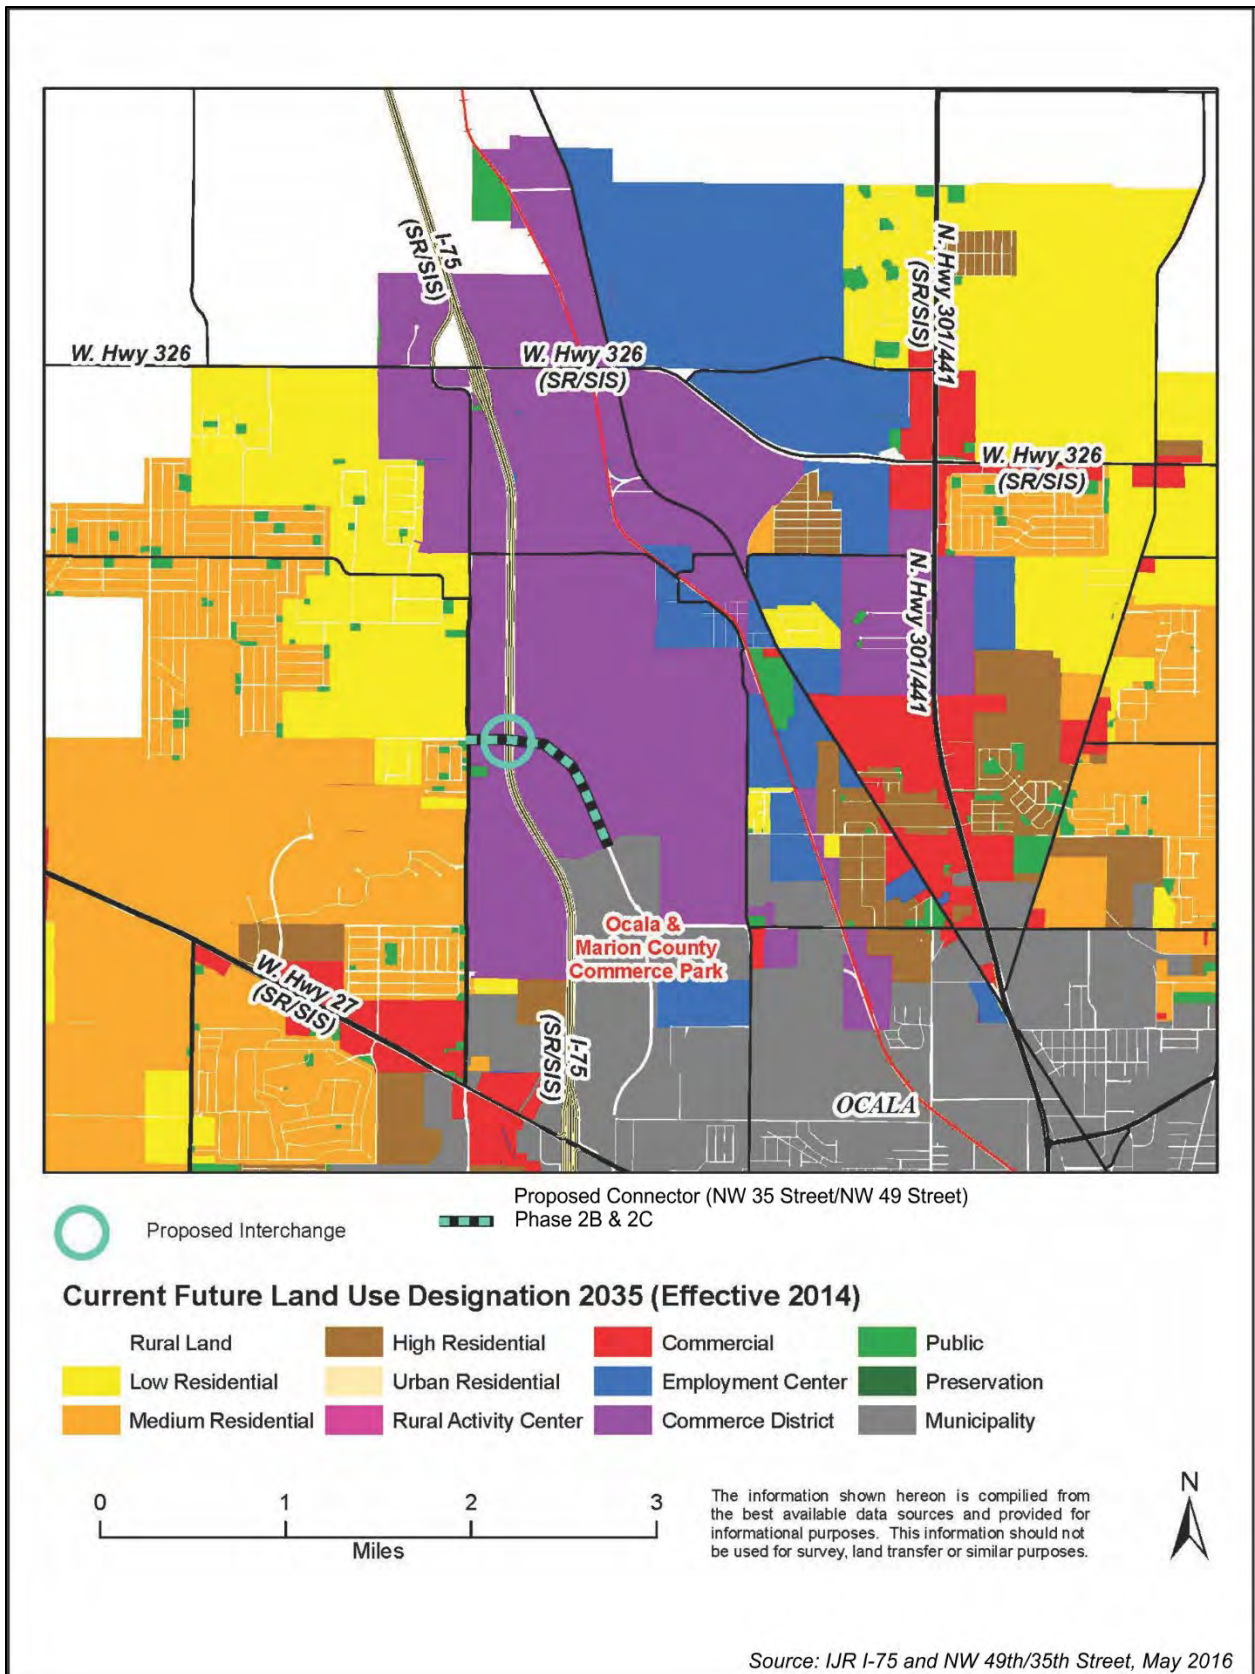 I-75
(SR/SIS)
N. Hwy 301/441
(SR/SIS)
W. Hwy 326
W. Hwy 326
(SR/SIS)
W. Hwy 326
(SR/SIS)
N. Hwy 301/441
Ocala &
Marion County
Commerce Park
W. Hwy 27
(SR/SIS)
I-75
(SR/SIS)
OCALA
Proposed Interchange
Proposed Connector (NW 35 Street/NW 49 Street)
Phase 2B & 2C
Current Future Land Use Designation 2035 (Effective 2014)
Rural Land
High Residential
Commercial
Public
Low Residential
Urban Residential
Employment Center
Preservation
Medium Residential
Rural Activity Center
Commerce District
Municipality
0 1 2 3
Miles
The information shown hereon is compilied from
the best available data sources and provided for
informational purposes. This information should not
be used for survey, land transfer or similar purposes.
N
Source: IJR I-75 and NW 49th/35th Street, May 2016